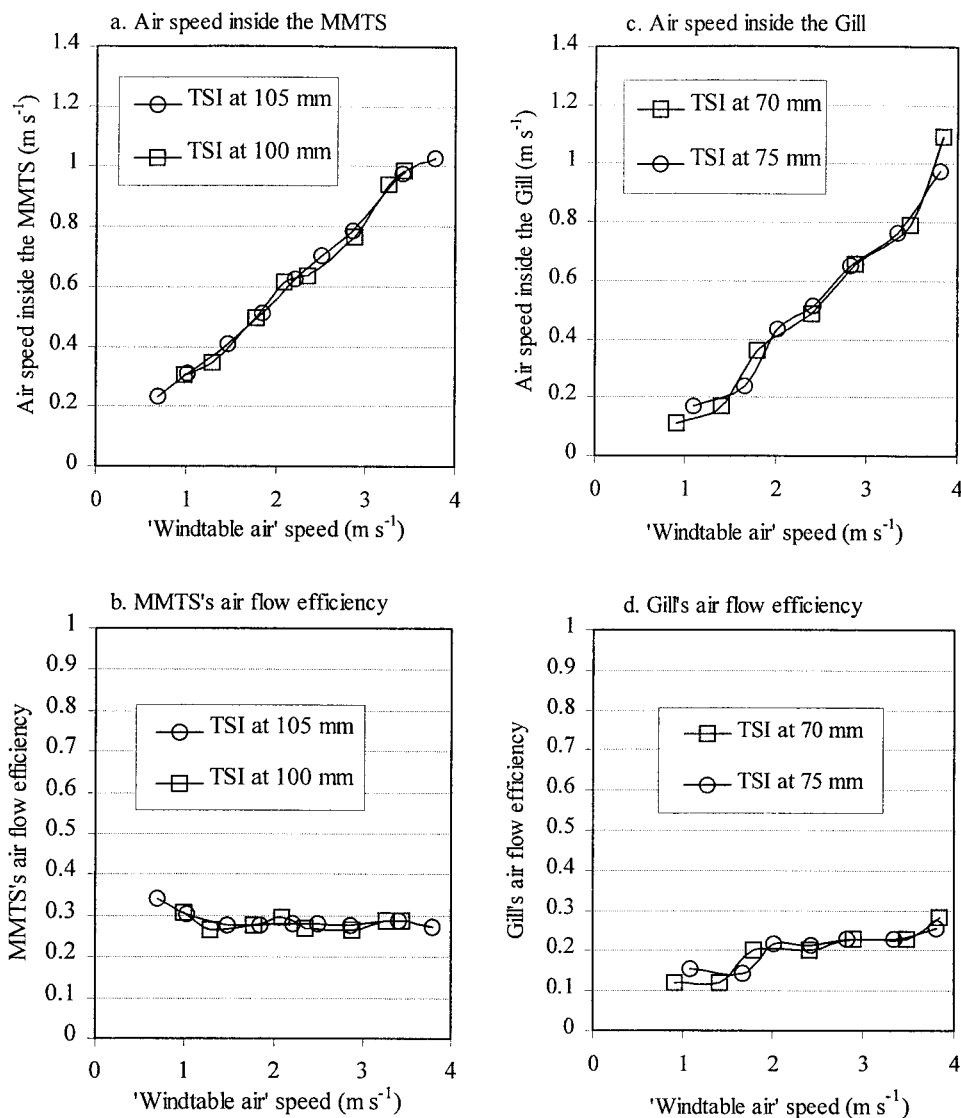 a. Air speed inside the MMTS
1.4
1.2
1
0.8
0.6
0.4
0.2
0
Air speed inside the MMTS (m s-1)
TSI at 105 mm
TSI at 100 mm
0 1 2 3 4
'Windtable air' speed (m s-1)
c. Air speed inside the Gill
1.4
1.2
1
0.8
0.6
0.4
0.2
0
Air speed inside the Gill (m s-1)
TSI at 70 mm
TSI at 75 mm
0 1 2 3 4
'Windtable air' speed (m s-1)
b. MMTS's air flow efficiency
1
0.9
0.8
0.7
0.6
0.5
0.4
0.3
0.2
0.1
0
MMTS's air flow efficiency
TSI at 105 mm
TSI at 100 mm
0 1 2 3 4
'Windtable air' speed (m s-1)
d. Gill's air flow efficiency
1
0.9
0.8
0.7
0.6
0.5
0.4
0.3
0.2
0.1
0
Gill's air flow efficiency
TSI at 70 mm
TSI at 75 mm
0 1 2 3 4
'Windtable air' speed (m s-1)